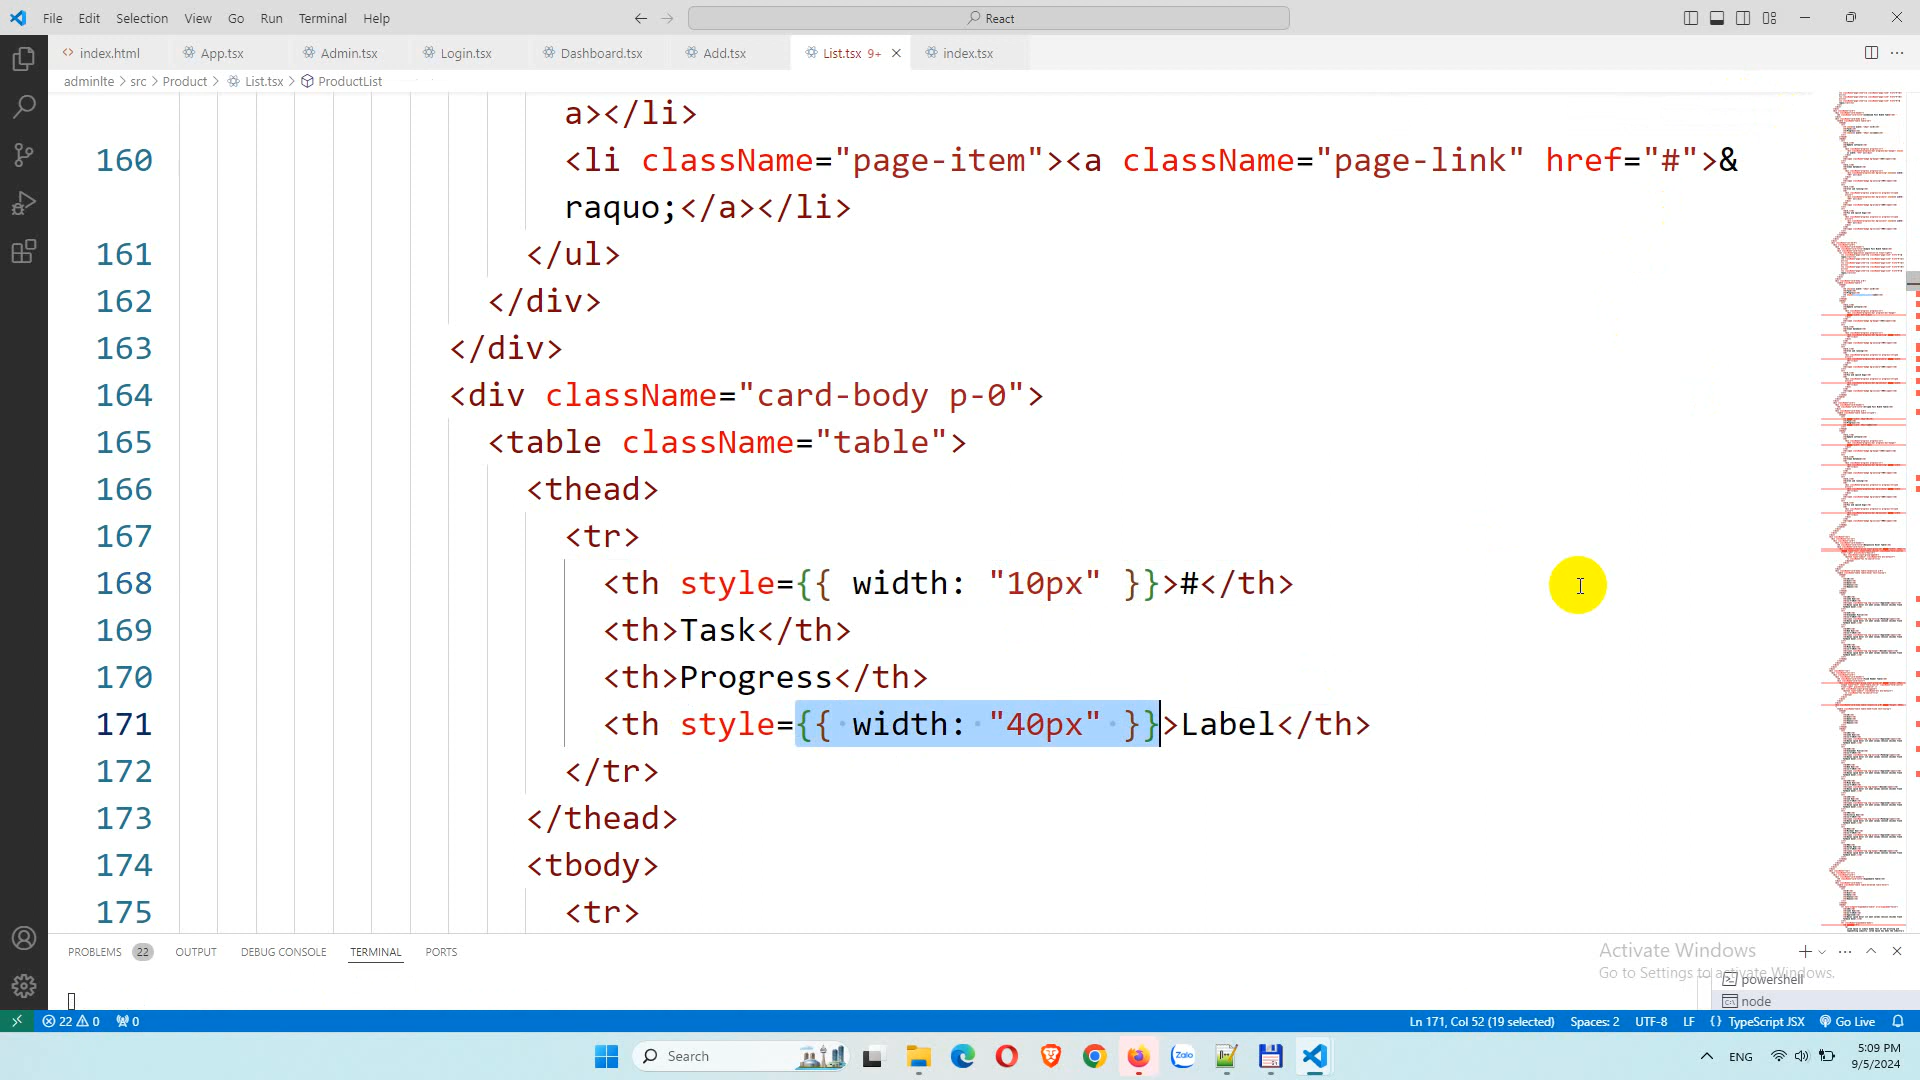 File Edit Selection View Go Run Terminal Help
React
index.html App.tsx Admin.tsx Login.tsx Dashboard.tsx Add.tsx List.tsx 9+ index.tsx
adminlte > src > Product > List.tsx > ProductList
a></li>
160 <li className="page-item"><a className="page-link" href="#">&
raquo;</a></li>
161 </ul>
162 </div>
163 </div>
164 <div className="card-body p-0">
165 <table className="table">
166 <thead>
167 <tr>
168 <th style={{ width: "10px" }}>#</th>
169 <th>Task</th>
170 <th>Progress</th>
171 <th style={{ width: "40px" }}>Label</th>
172 </tr>
173 </thead>
174 <tbody>
175 <tr>
PROBLEMS 22 OUTPUT DEBUG CONSOLE TERMINAL PORTS
Activate Windows
Go to Settings to activate Windows.
powershell
node
22 0 0 Ln 171, Col 52 (19 selected) Spaces: 2 UTF-8 LF {} TypeScript JSX Go Live
Search
Zalo
ENG
5:09 PM
9/5/2024